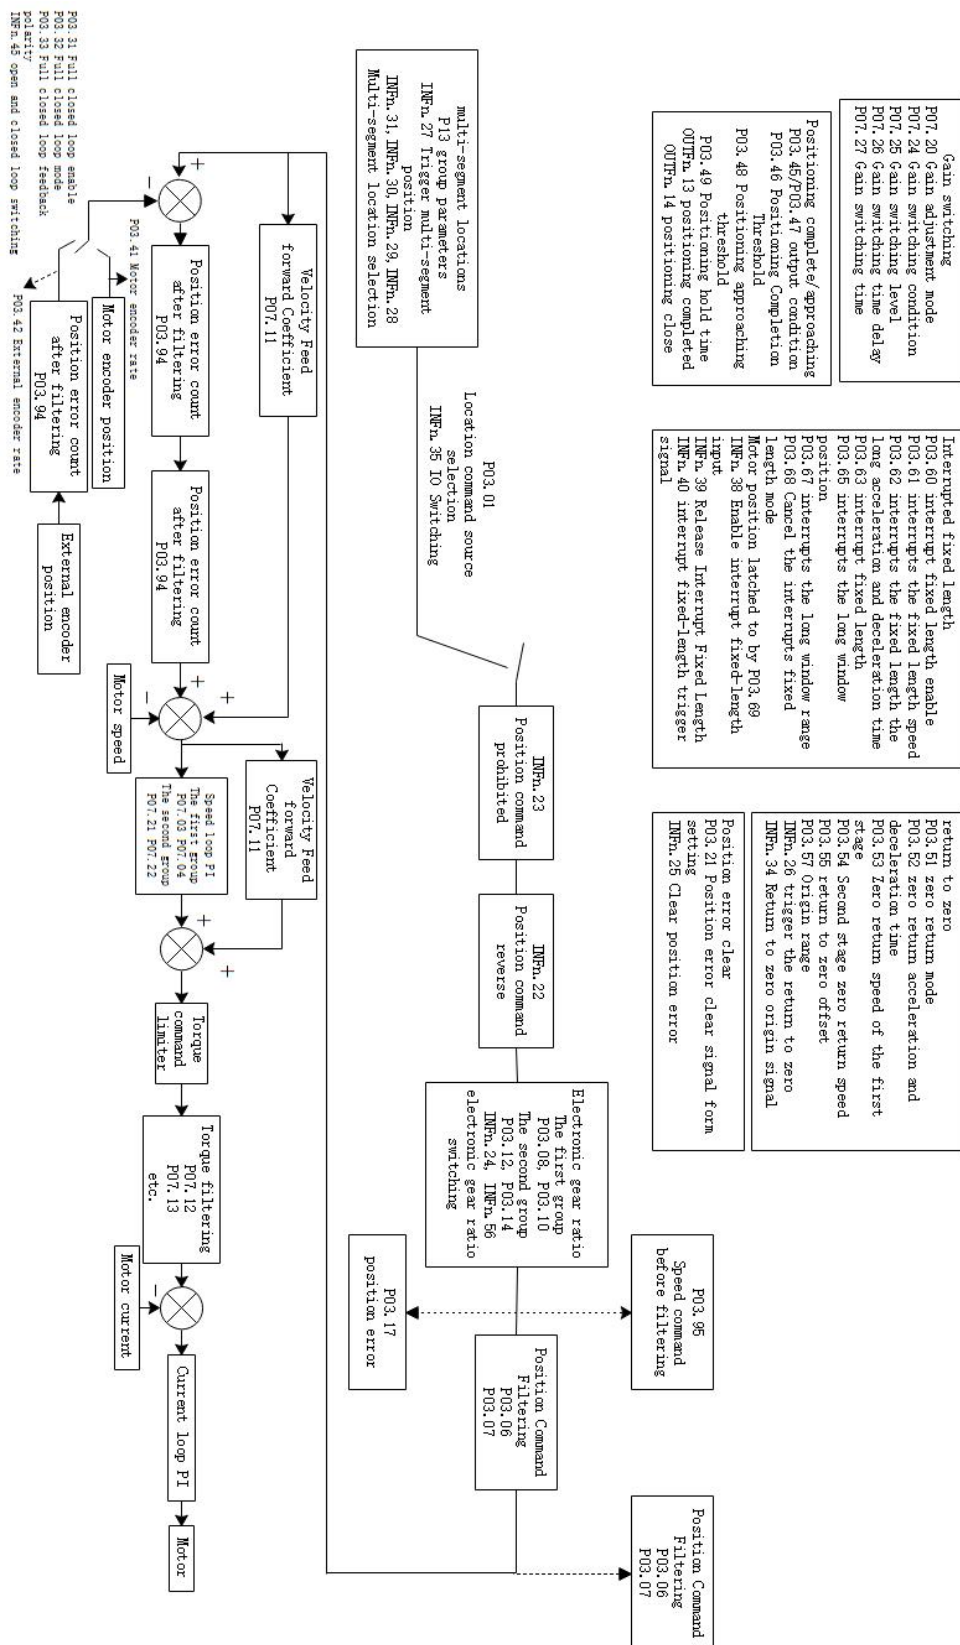 Gain switching
P07.20 Gain adjustment mode
P07.24 Gain switching condition
P07.25 Gain switching level
P07.26 Gain switching time delay
P07.27 Gain switching time
Interrupted fixed length
P03.60 interrupt fixed length enable
P03.61 interrupts the fixed length speed
P03.62 interrupts the fixed length the
long acceleration and deceleration time
P03.63 interrupt fixed length
P03.65 interrupts the long window
position
P03.67 interrupts the long window range
P03.68 Cancel the interrupts fixed
length mode
Motor position latched to by P03.69
INFn.38 Enable interrupt fixed-length
input
INFn.39 Release Interrupt Fixed Length
INFn.40 interrupt fixed-length trigger
signal
return to zero
P03.51 zero return mode
P03.52 zero return acceleration and
deceleration time
P03.53 Zero return speed of the first
stage
P03.54 Second stage zero return speed
P03.55 return to zero offset
P03.57 Origin range
INFn.26 trigger the return to zero
INFn.34 Return to zero origin signal
Positioning complete/approaching
P03.45/P03.47 output condition
P03.46 Positioning Completion
Threshold
P03.48 Positioning approaching
threshold
P03.49 Positioning hold time
OUTFn.13 positioning completed
OUTFn.14 positioning close
Position error clear
P03.21 Position error clear signal form
setting
INFn.25 Clear position error
P03.95
Speed command
before filtering
Position Command
Filtering
P03.06
P03.07
multi-segment locations
P13 group parameters
INFn.27 Trigger multi-segment
position
INFn.31, INFn.30, INFn.29, INFn.28
Multi-segment location selection
P03.01
Location command source
selection
INFn.35 IO Switching
INFn.23
Position command
prohibited
INFn.22
Position command
reverse
Electronic gear ratio
The first group
P03.08, P03.10
The second group
P03.12, P03.14
INFn.24, INFn.56
electronic gear ratio
switching
Position Command
Filtering
P03.06
P03.07
P03.17
position error
Velocity Feed
forward Coefficient
P07.11
Velocity Feed
forward
Coefficient
P07.11
+
−
Position error count
after filtering
P03.94
Position error count
after filtering
P03.94
+
+
−
Motor speed
Speed loop PI
The first group
P07.03 P07.04
The second group
P07.21 P07.22
+
+
Torque
command
limiter
Torque filtering
P07.12
P07.13
etc.
−
Motor current
Current loop PI
Motor
P03.41 Motor encoder rate
Motor encoder position
Position error count
after filtering
P03.94
External encoder
position
P03.42 External encoder rate
P03.31 Full closed loop enable
P03.32 Full closed loop mode
P03.33 Full closed loop feedback
polarity
INFn.45 open and closed loop switching